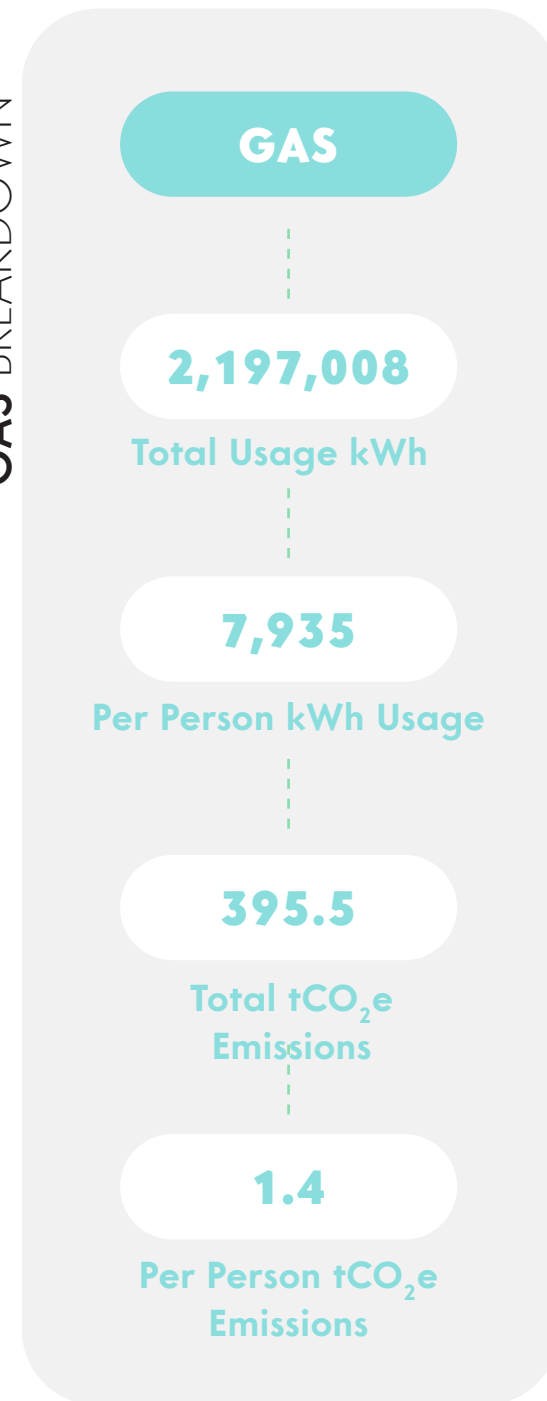 GAS BREAKDOWN
GAS
2,197,008
Total Usage kWh
7,935
Per Person kWh Usage
395.5
Total tCO₂e
Emissions
1.4
Per Person tCO₂e
Emissions